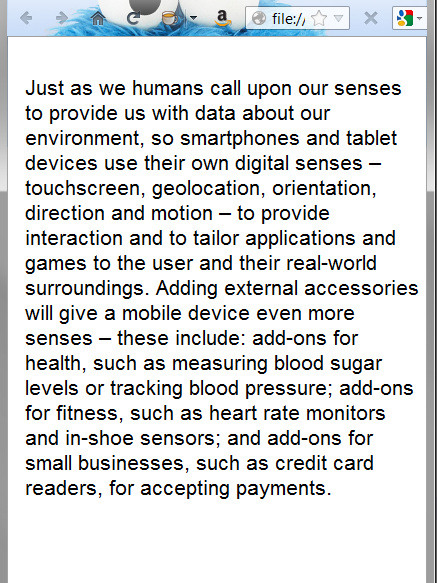 file://
Just as we humans call upon our senses
to provide us with data about our
environment, so smartphones and tablet
devices use their own digital senses –
touchscreen, geolocation, orientation,
direction and motion – to provide
interaction and to tailor applications and
games to the user and their real-world
surroundings. Adding external accessories
will give a mobile device even more
senses – these include: add-ons for
health, such as measuring blood sugar
levels or tracking blood pressure; add-ons
for fitness, such as heart rate monitors
and in-shoe sensors; and add-ons for
small businesses, such as credit card
readers, for accepting payments.